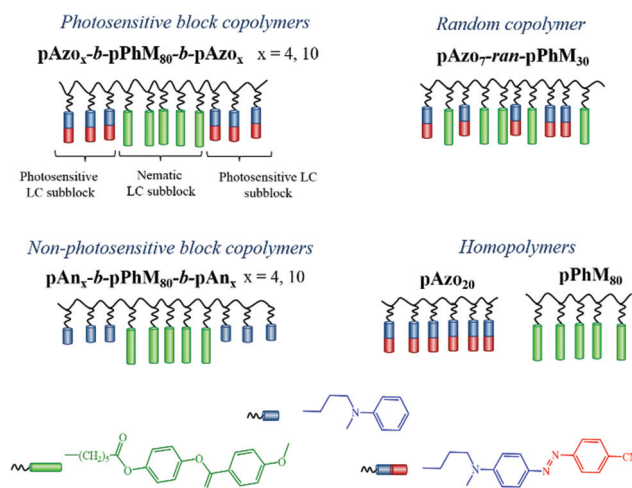 Photosensitive block copolymers
pAzoₓ-b-pPhM₈₀-b-pAzoₓ x = 4, 10
Photosensitive
LC subblock
Nematic
LC subblock
Photosensitive LC
subblock
Random copolymer
pAzo₇-ran-pPhM₃₀
Non-photosensitive block copolymers
pAnₓ-b-pPhM₈₀-b-pAnₓ x = 4, 10
Homopolymers
pAzo₂₀
pPhM₈₀
N
(CH₂)₅
O
O
O
O
N
N
N
CN